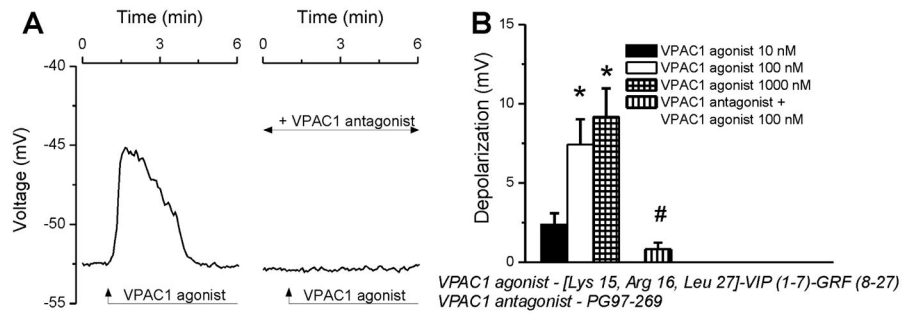 A
Time (min)
0 3 6
Time (min)
0 3 6
Voltage (mV)
-40
-45
-50
-55
+ VPAC1 antagonist
VPAC1 agonist
VPAC1 agonist
B
Depolarization (mV)
15
10
5
0
VPAC1 agonist 10 nM
VPAC1 agonist 100 nM
VPAC1 agonist 1000 nM
VPAC1 antagonist +
VPAC1 agonist 100 nM
*
*
#
VPAC1 agonist - [Lys 15, Arg 16, Leu 27]-VIP (1-7)-GRF (8-27)
VPAC1 antagonist - PG97-269